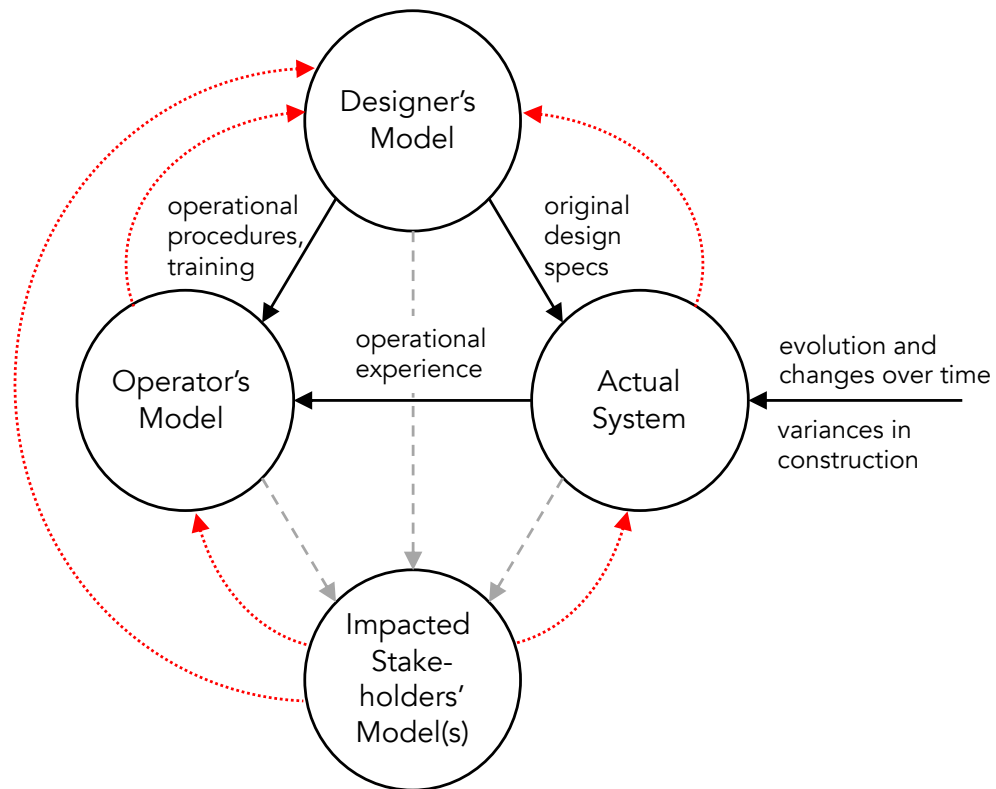 Designer’s
Model
operational
procedures,
training
original
design
specs
operational
experience
Operator’s
Model
Actual
System
evolution and
changes over time
variances in
construction
Impacted
Stake-
holders’
Model(s)